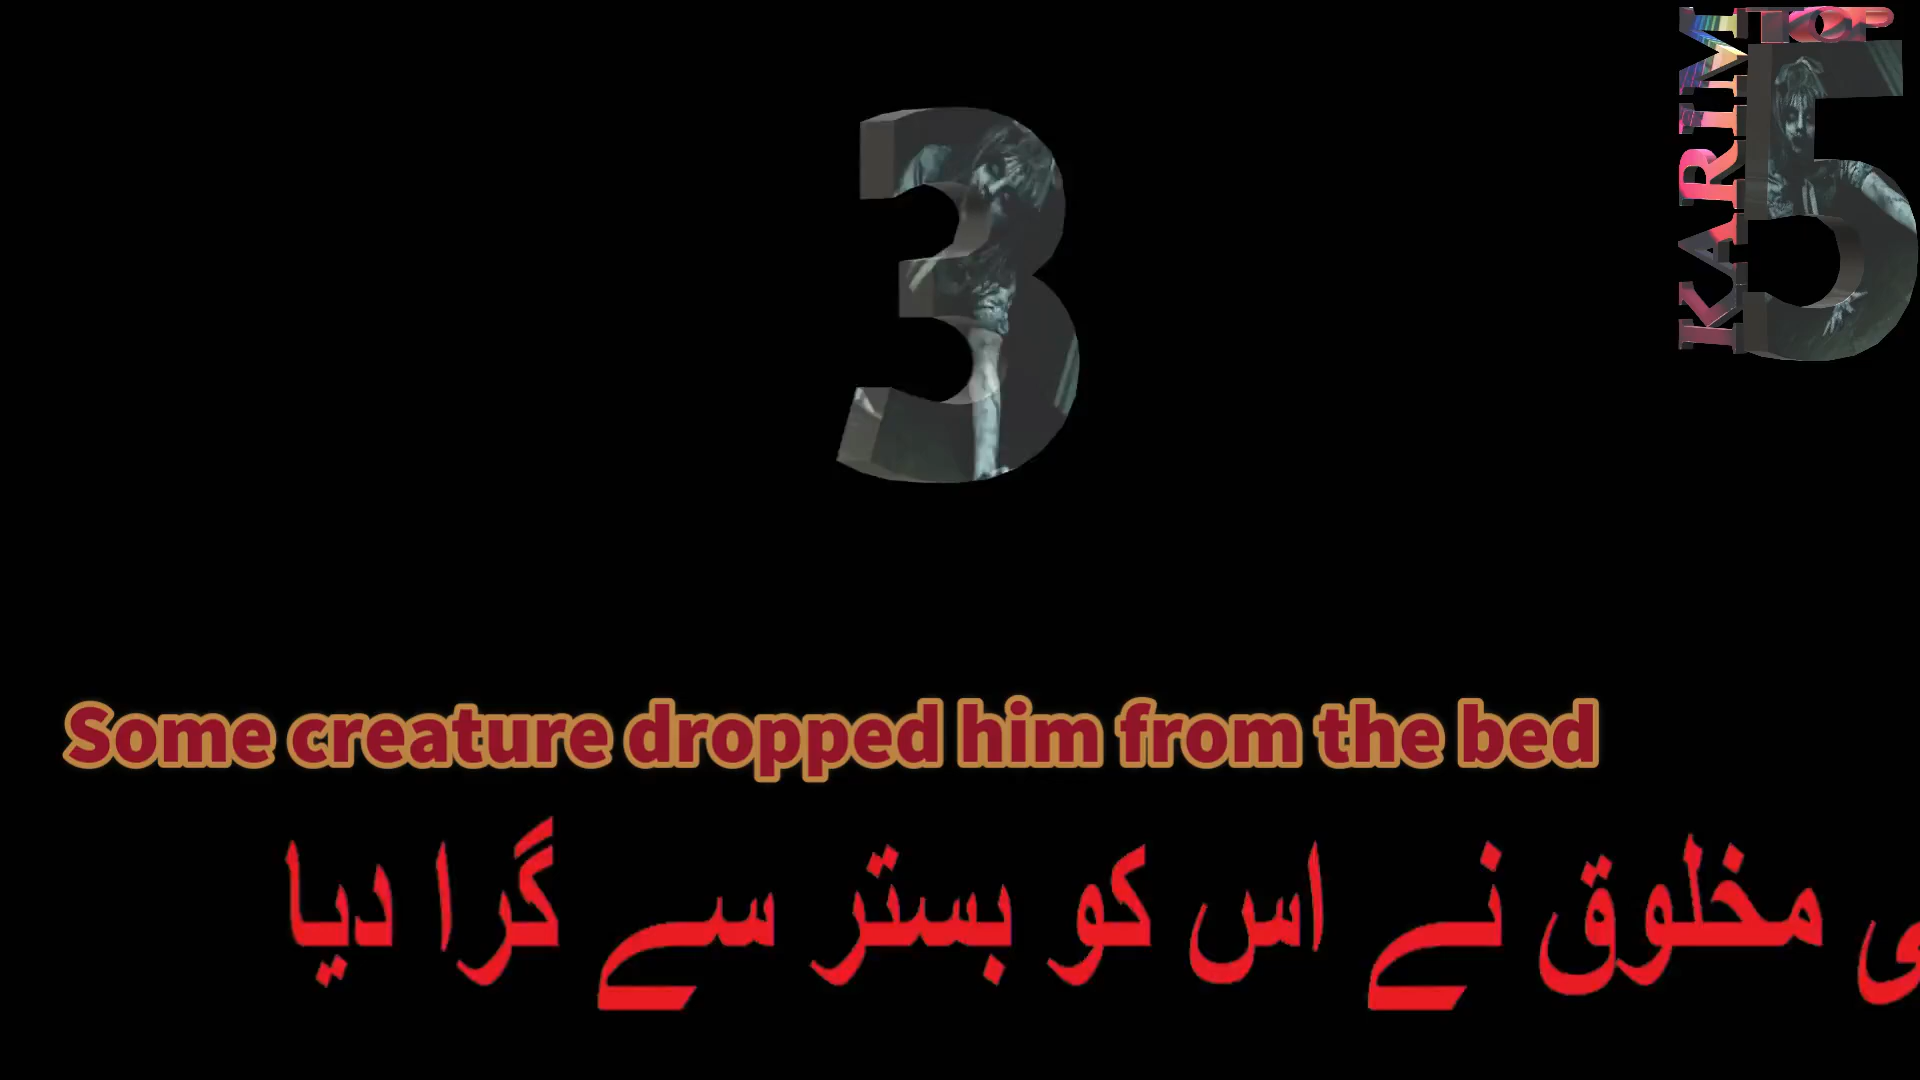 KARIM
TOP
5
3
Some creature dropped him from the bed
مخلوق نے اس کو بستر سے گرا دیا